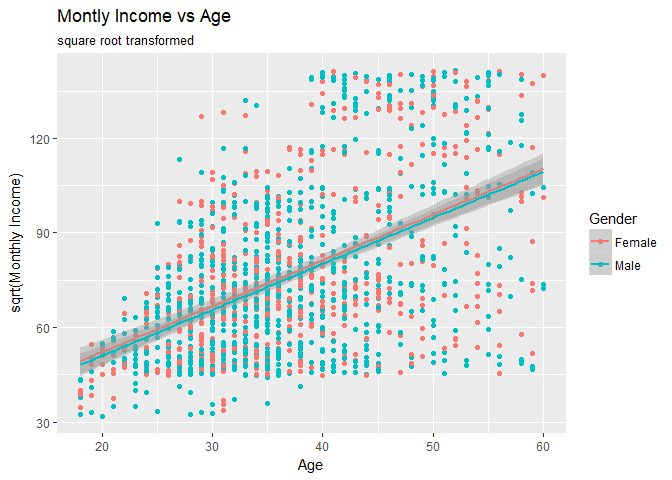 Montly Income vs Age
square root transformed
120
90
60
30
sqrt(Monthly Income)
20
30
40
50
60
Age
Gender
Female
Male